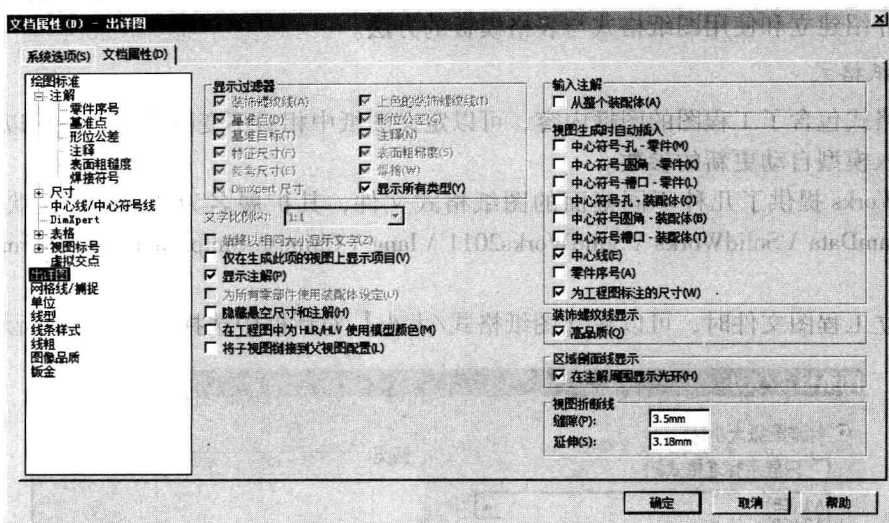 文档属性(D) - 出详图
系统选项(S) 文档属性(D)
绘图标准
注解
零件序号
基准点
形位公差
注释
表面粗糙度
焊接符号
尺寸
中心线/中心符号线
DimXpert
表格
视图标号
虚拟交点
出详图
网格线/捕捉
单位
线型
线条样式
线粗
图像品质
钣金
显示过滤器
装饰螺纹线(A)
上色的装饰螺纹线(I)
基准点(D)
形位公差(G)
基准目标(T)
注释(N)
特征尺寸(F)
表面粗糙度(S)
参考尺寸(E)
焊接(W)
DimXpert 尺寸
显示所有类型(Y)
文字比例(X): 1:1
始终以相同大小显示文字(Z)
仅在生成此项的视图上显示项目(V)
显示注解(P)
为所有零部件使用装配体设定(U)
隐藏悬空尺寸和注解(H)
在工程图中为 HLR/HLV 使用模型颜色(M)
将子视图链接到父视图配置(L)
输入注解
从整个装配体(A)
视图生成时自动插入
中心符号-孔 - 零件(M)
中心符号-圆角 - 零件(K)
中心符号-槽口 - 零件(L)
中心符号孔 - 装配体(O)
中心符号圆角 - 装配体(B)
中心符号槽口 - 装配体(T)
中心线(E)
零件序号(A)
为工程图标注的尺寸(W)
装饰螺纹线显示
高品质(Q)
区域剖面线显示
在注解周围显示光环(H)
视图折断线
缝隙(P): 3.5mm
延伸(S): 3.18mm
确定 取消 帮助